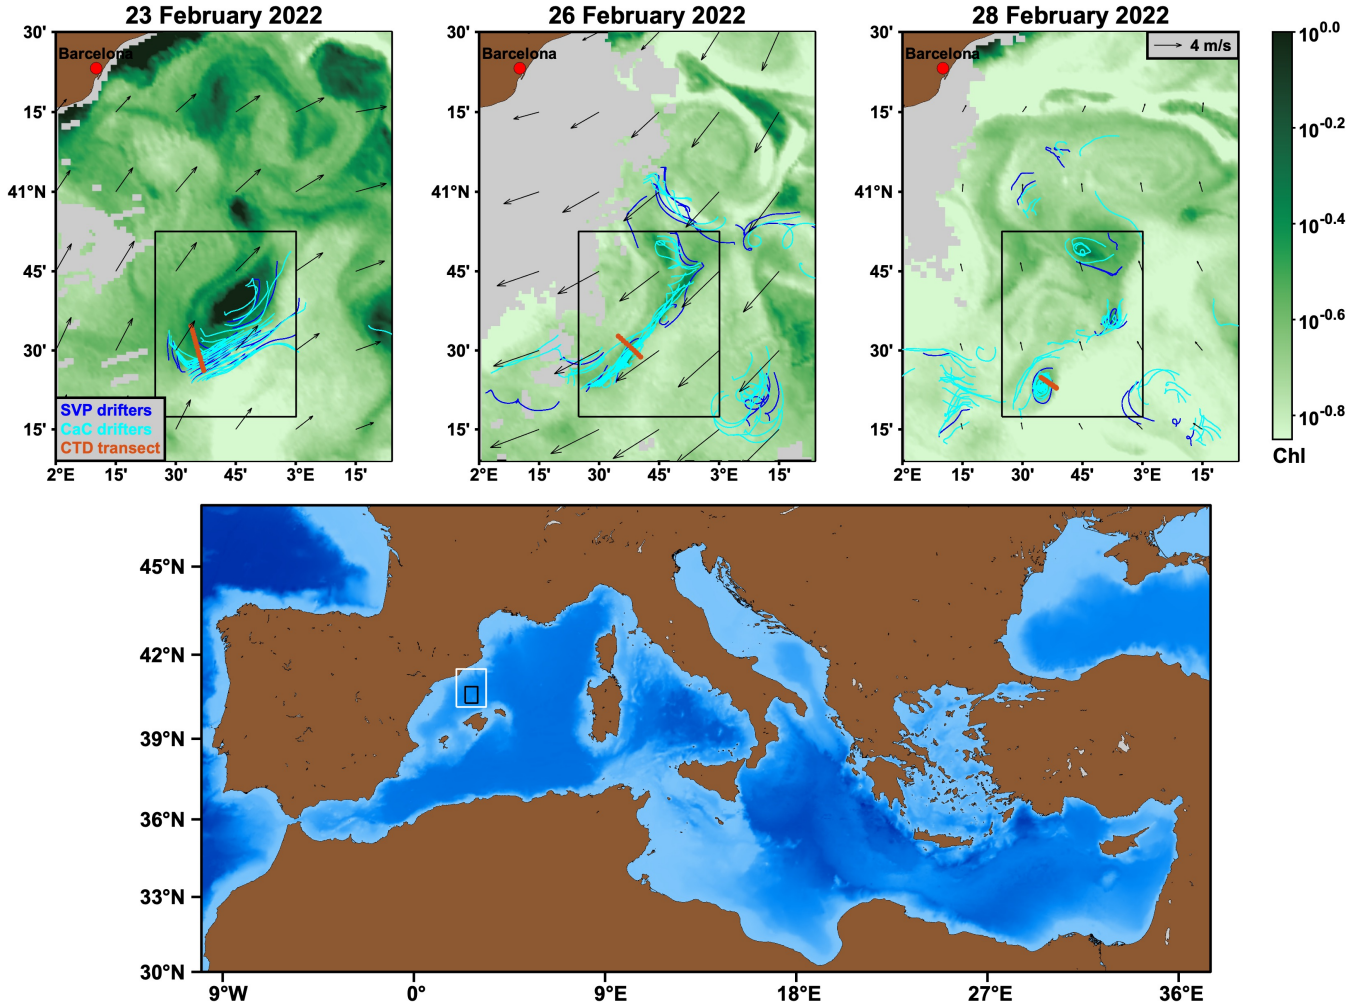 23 February 2022
26 February 2022
28 February 2022
30'
15'
41°N
45'
30'
15'
2°E
15'
30'
45'
3°E
15'
Barcelona
SVP drifters
CaC drifters
CTD transect
30'
15'
41°N
45'
30'
15'
2°E
15'
30'
45'
3°E
15'
Barcelona
30'
15'
41°N
45'
30'
15'
2°E
15'
30'
45'
3°E
15'
Barcelona
4 m/s
10^0.0
10^-0.2
10^-0.4
10^-0.6
10^-0.8
Chl
45°N
42°N
39°N
36°N
33°N
30°N
9°W
0°
9°E
18°E
27°E
36°E